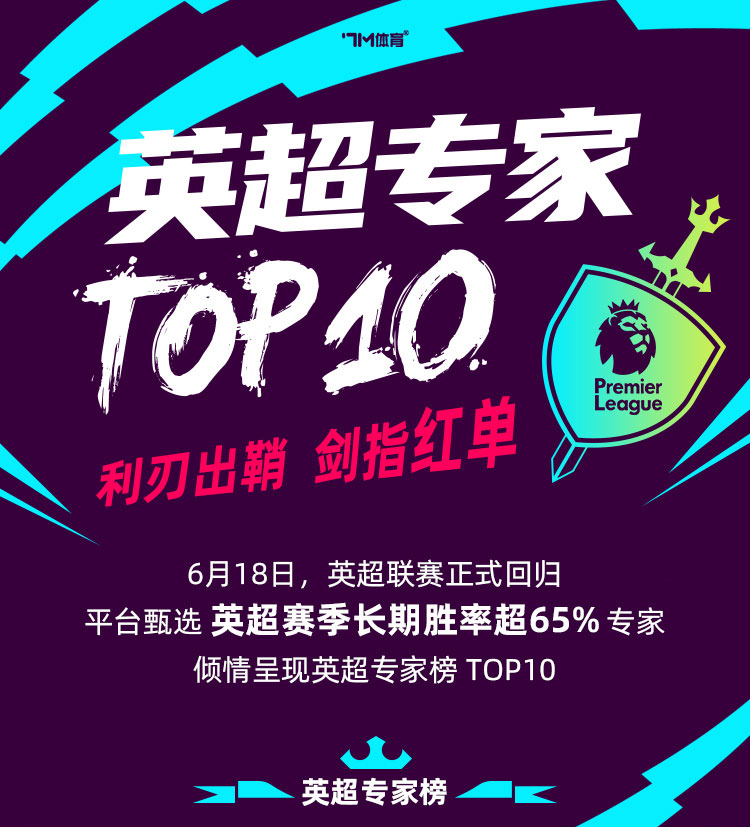 7M体育®
英超专家
TOP10
Premier
League
利刃出鞘 剑指红单
6月18日，英超联赛正式回归
平台甄选 英超赛季长期胜率超65% 专家
倾情呈现英超专家榜 TOP10
英超专家榜